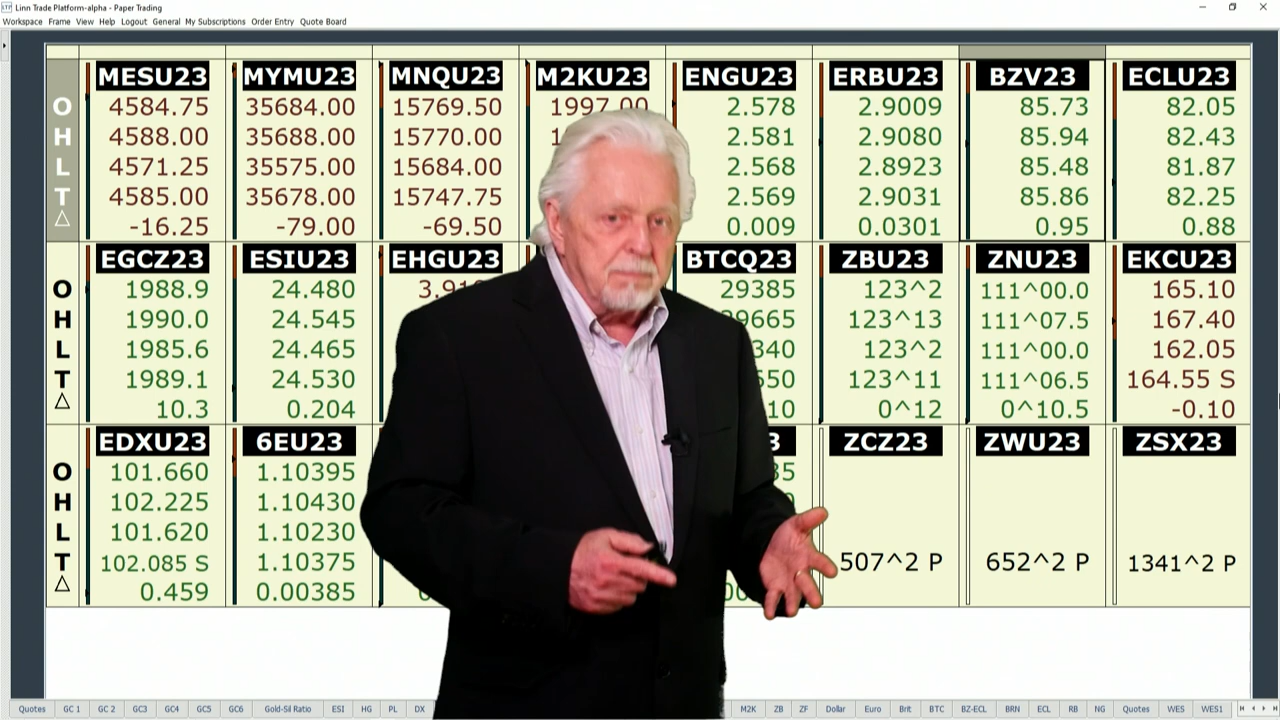 Linn Trade Platform-alpha - Paper Trading
Workspace Frame View Help Logout General My Subscriptions Order Entry Quote Board
MESU23 MYMU23 MNQU23 M2KU23 ENGU23 ERBU23 BZV23 ECLU23
O 4584.75 35684.00 15769.50 1997.00 2.578 2.9009 85.73 82.05
H 4588.00 35688.00 15770.00 2.581 2.9080 85.94 82.43
L 4571.25 35575.00 15684.00 2.568 2.8923 85.48 81.87
T 4585.00 35678.00 15747.75 2.569 2.9031 85.86 82.25
△ -16.25 -79.00 -69.50 0.009 0.0301 0.95 0.88
EGCZ23 ESIU23 EHGU23 BTCQ23 ZBU23 ZNU23 EKCU23
O 1988.9 24.480 29385 123^2 111^00.0 165.10
H 1990.0 24.545 123^13 111^07.5 167.40
L 1985.6 24.465 123^2 111^00.0 162.05
T 1989.1 24.530 123^11 111^06.5 164.55 S
△ 10.3 0.204 0^12 0^10.5 -0.10
EDXU23 6EU23 ZCZ23 ZWU23 ZSX23
O 101.660 1.10395
H 102.225 1.10430
L 101.620 1.10230
T 102.085 S 1.10375 507^2 P 652^2 P 1341^2 P
△ 0.459 0.00385
Quotes GC 1 GC 2 GC3 GC4 GC5 GC6 Gold-Sil Ratio ESI HG PL DX M2K ZB ZF Dollar Euro Brit BTC BZ-ECL BRN ECL RB NG Quotes WES WES1